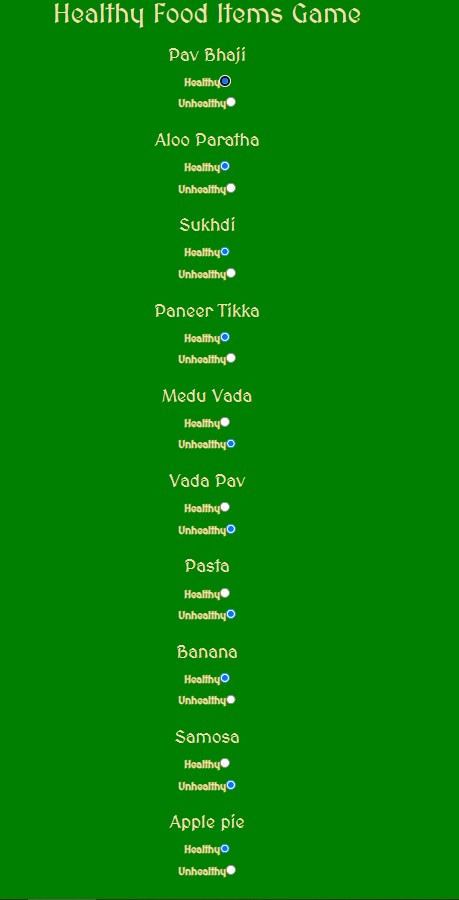 Healthy Food Items Game
Pav Bhaji
Healthy
Unhealthy
Aloo Paratha
Healthy
Unhealthy
Sukhdi
Healthy
Unhealthy
Paneer Tikka
Healthy
Unhealthy
Medu Vada
Healthy
Unhealthy
Vada Pav
Healthy
Unhealthy
Pasta
Healthy
Unhealthy
Banana
Healthy
Unhealthy
Samosa
Healthy
Unhealthy
Apple pie
Healthy
Unhealthy